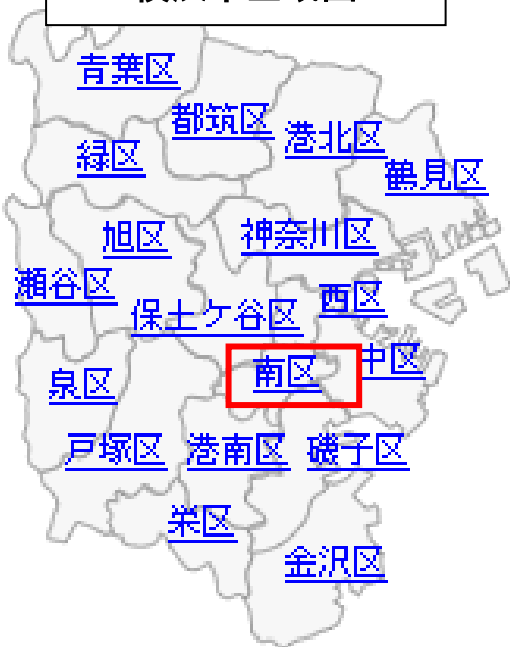 青葉区
都筑区
港北区
緑区
鶴見区
旭区
神奈川区
瀬谷区
西区
保土ケ谷区
南区
中区
泉区
戸塚区
港南区
磯子区
栄区
金沢区